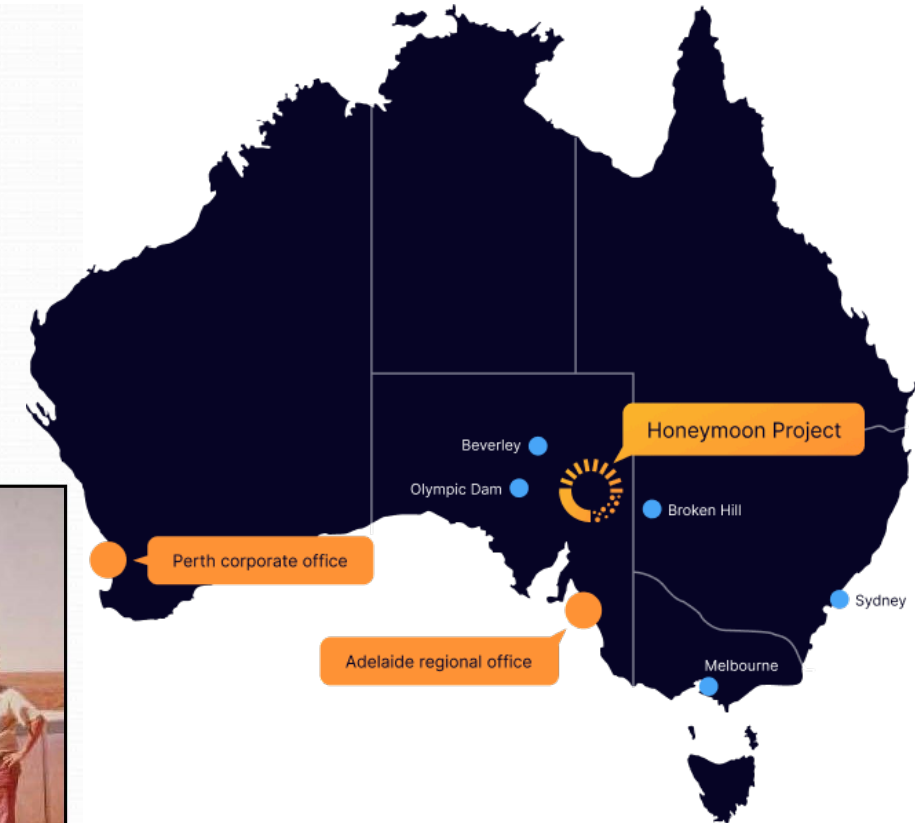 Honeymoon Project
Beverley
Olympic Dam
Broken Hill
Perth corporate office
Sydney
Adelaide regional office
Melbourne